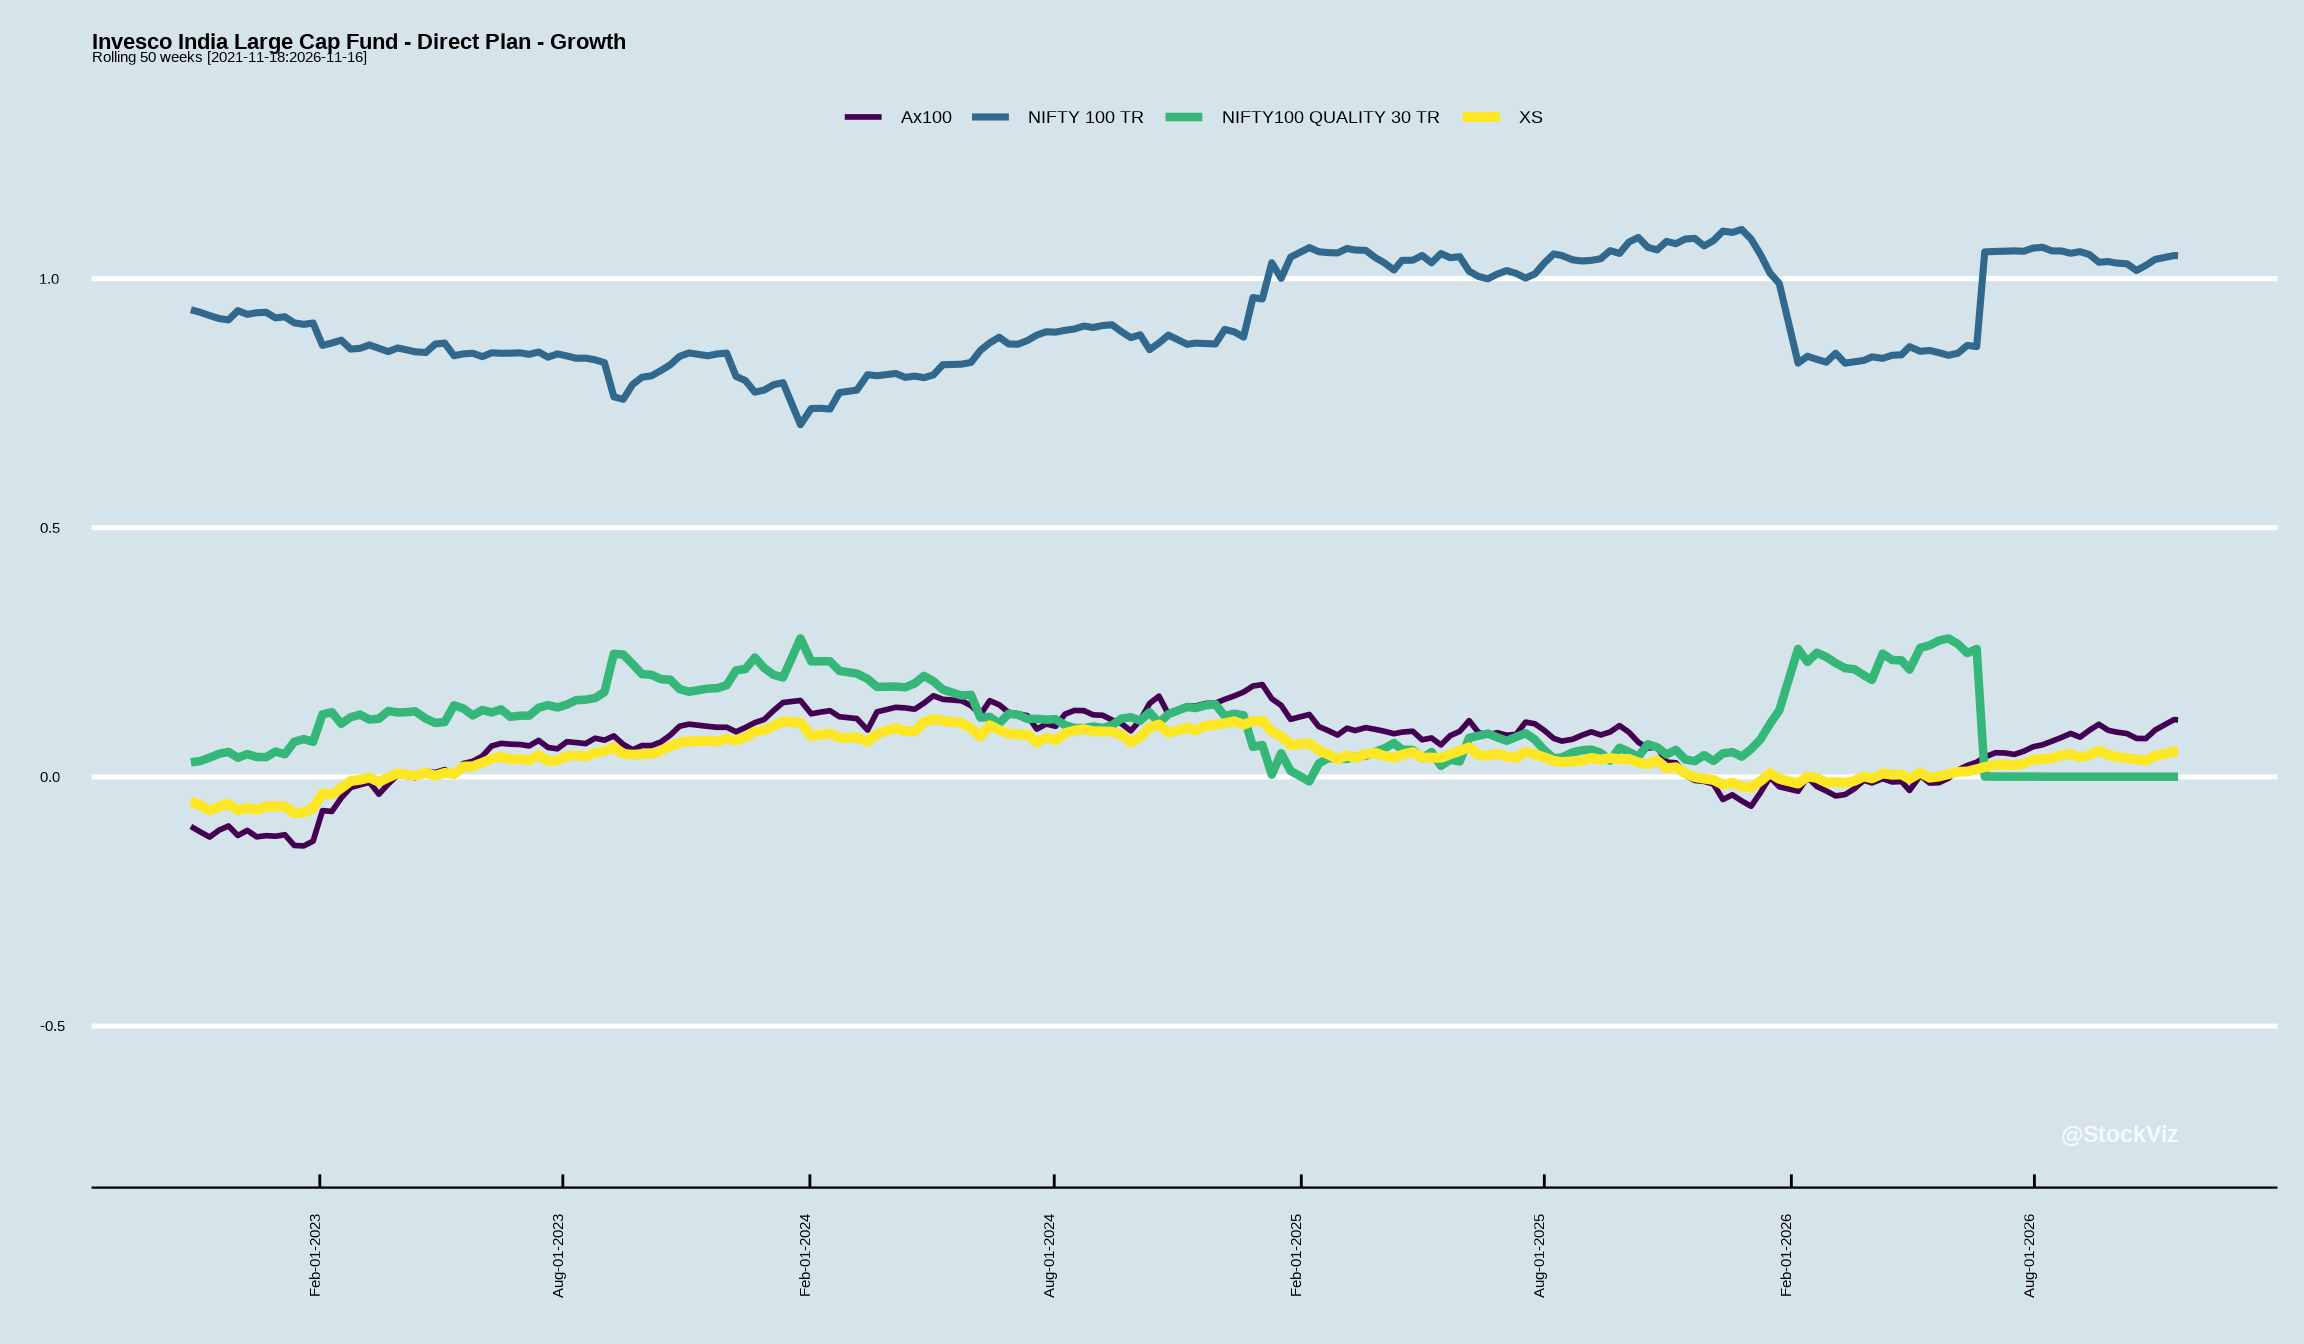 Invesco India Large Cap Fund - Direct Plan - Growth
Rolling 50 weeks [2021-11-18:2026-11-16]
Ax100 NIFTY 100 TR NIFTY100 QUALITY 30 TR XS
1.0
0.5
0.0
-0.5
@StockViz
Feb-01-2023 Aug-01-2023 Feb-01-2024 Aug-01-2024 Feb-01-2025 Aug-01-2025 Feb-01-2026 Aug-01-2026